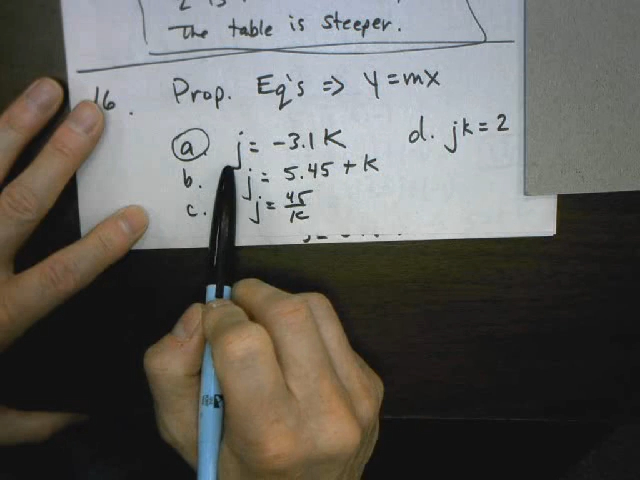 The table is steeper.
16. Prop. Eq's => y=mx
a. j = -3.1K
b. j = 5.45 + K
c. j = 45/K
d. jk = 2